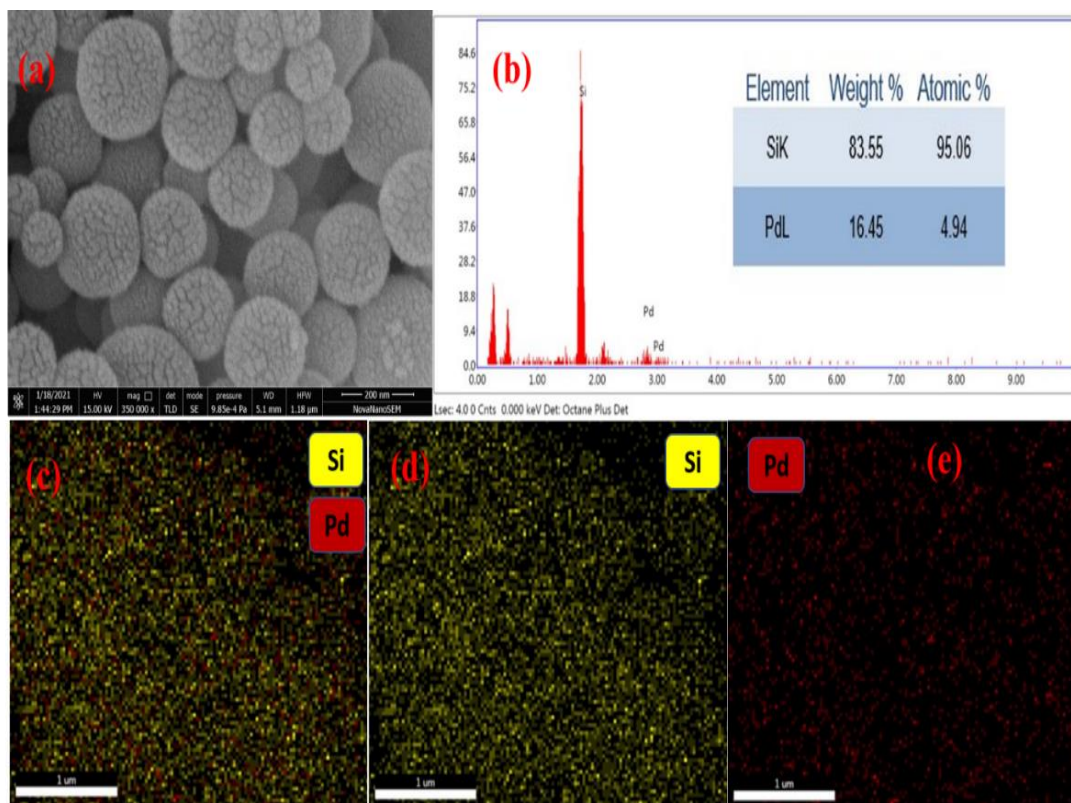 (a)
1/18/2021 HV mag □ det mode pressure WD 200 nm
1:44:29 PM 15.00 kV 350 000 x TLD SE 9.85e-4 Pa 5.1 mm 1.18 µm NovaNanoSEM
(b)
84.6
75.2
65.8
56.4
47.0
37.6
28.2
18.8
9.4
0.0
Si
Pd
Pd
0.00 1.00 2.00 3.00 4.00 5.00 6.00 7.00 8.00 9.00
Element Weight % Atomic %
SiK 83.55 95.06
PdL 16.45 4.94
Lsec: 4.0 0 Cnts 0.000 keV Det: Octane Plus Det
(c)
Si
Pd
1 um
(d)
Si
1 um
Pd
(e)
1 um